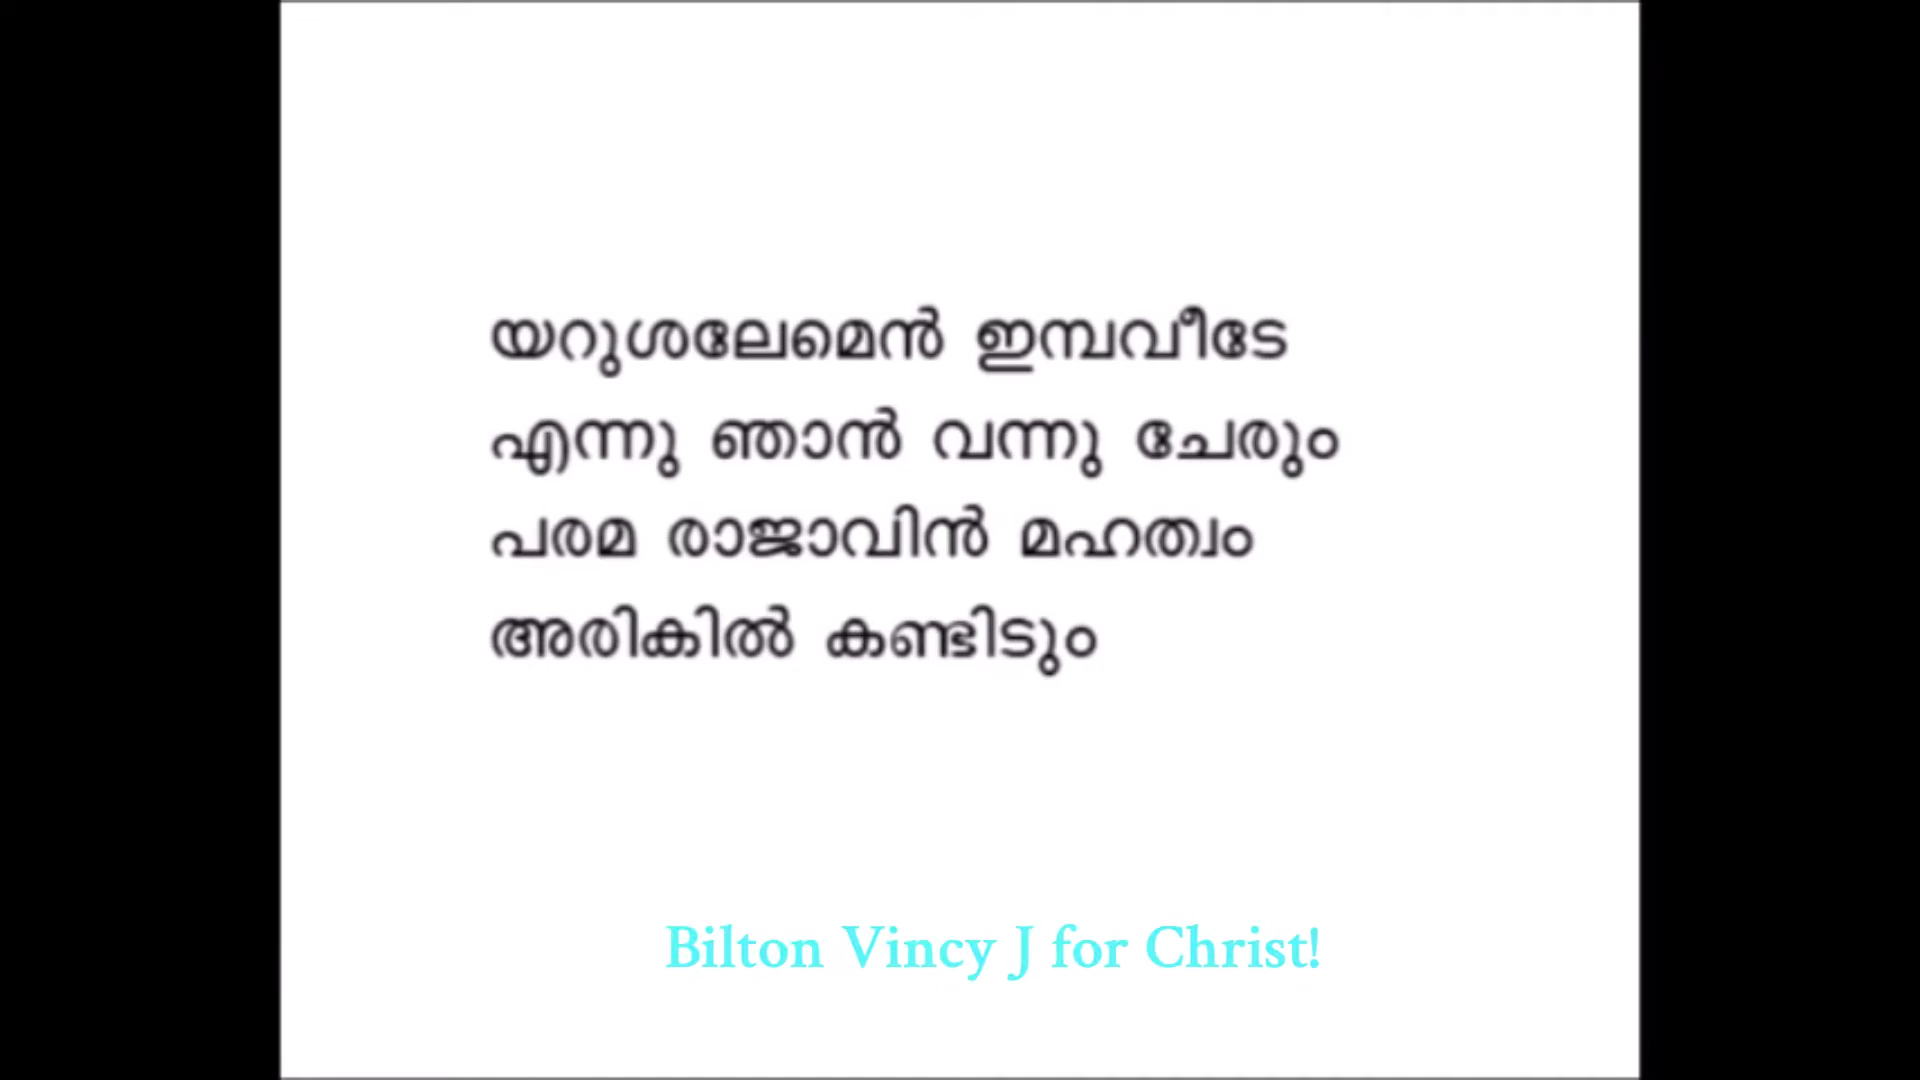 യറുശലേമെൻ ഇമ്പവീടേ
എന്നു ഞാൻ വന്നു ചേരും
പരമ രാജാവിൻ മഹത്വം
അരികിൽ കണ്ടിടും
Bilton Vincy J for Christ!